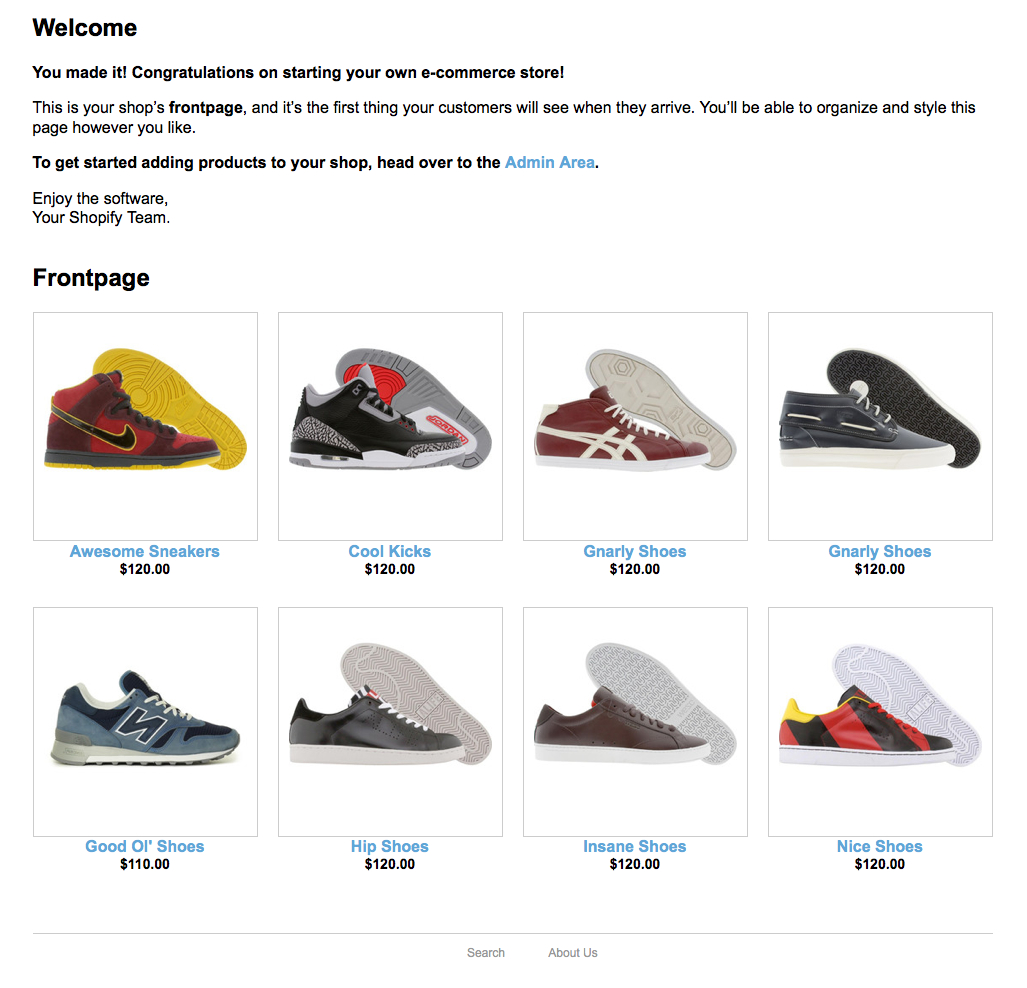 Welcome
You made it! Congratulations on starting your own e-commerce store!
This is your shop’s frontpage, and it’s the first thing your customers will see when they arrive. You’ll be able to organize and style this
page however you like.
To get started adding products to your shop, head over to the Admin Area.
Enjoy the software,
Your Shopify Team.
Frontpage
JORDAN
Awesome Sneakers
$120.00
Cool Kicks
$120.00
Gnarly Shoes
$120.00
Gnarly Shoes
$120.00
N
Good Ol' Shoes
$110.00
Hip Shoes
$120.00
Insane Shoes
$120.00
Nice Shoes
$120.00
Search
About Us